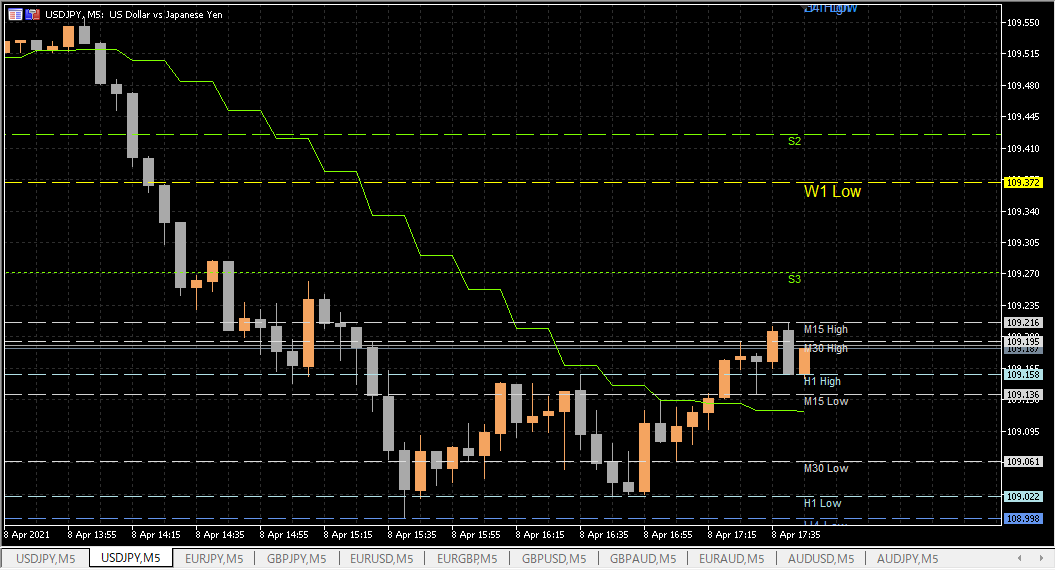 USDJPY, M5: US Dollar vs Japanese Yen
109.550
109.515
109.480
109.445
S2
109.410
109.372
W1 Low
109.340
109.305
109.270
S3
109.235
109.216
M15 High
109.195
M30 High
109.187
109.158
H1 High
109.136
M15 Low
109.095
109.061
M30 Low
109.022
H1 Low
108.998
8 Apr 2021 8 Apr 13:55 8 Apr 14:15 8 Apr 14:35 8 Apr 14:55 8 Apr 15:15 8 Apr 15:35 8 Apr 15:55 8 Apr 16:15 8 Apr 16:35 8 Apr 16:55 8 Apr 17:15 8 Apr 17:35
USDJPY,M5 USDJPY,M5 EURJPY,M5 GBPJPY,M5 EURUSD,M5 EURGBP,M5 GBPUSD,M5 GBPAUD,M5 EURAUD,M5 AUDUSD,M5 AUDJPY,M5